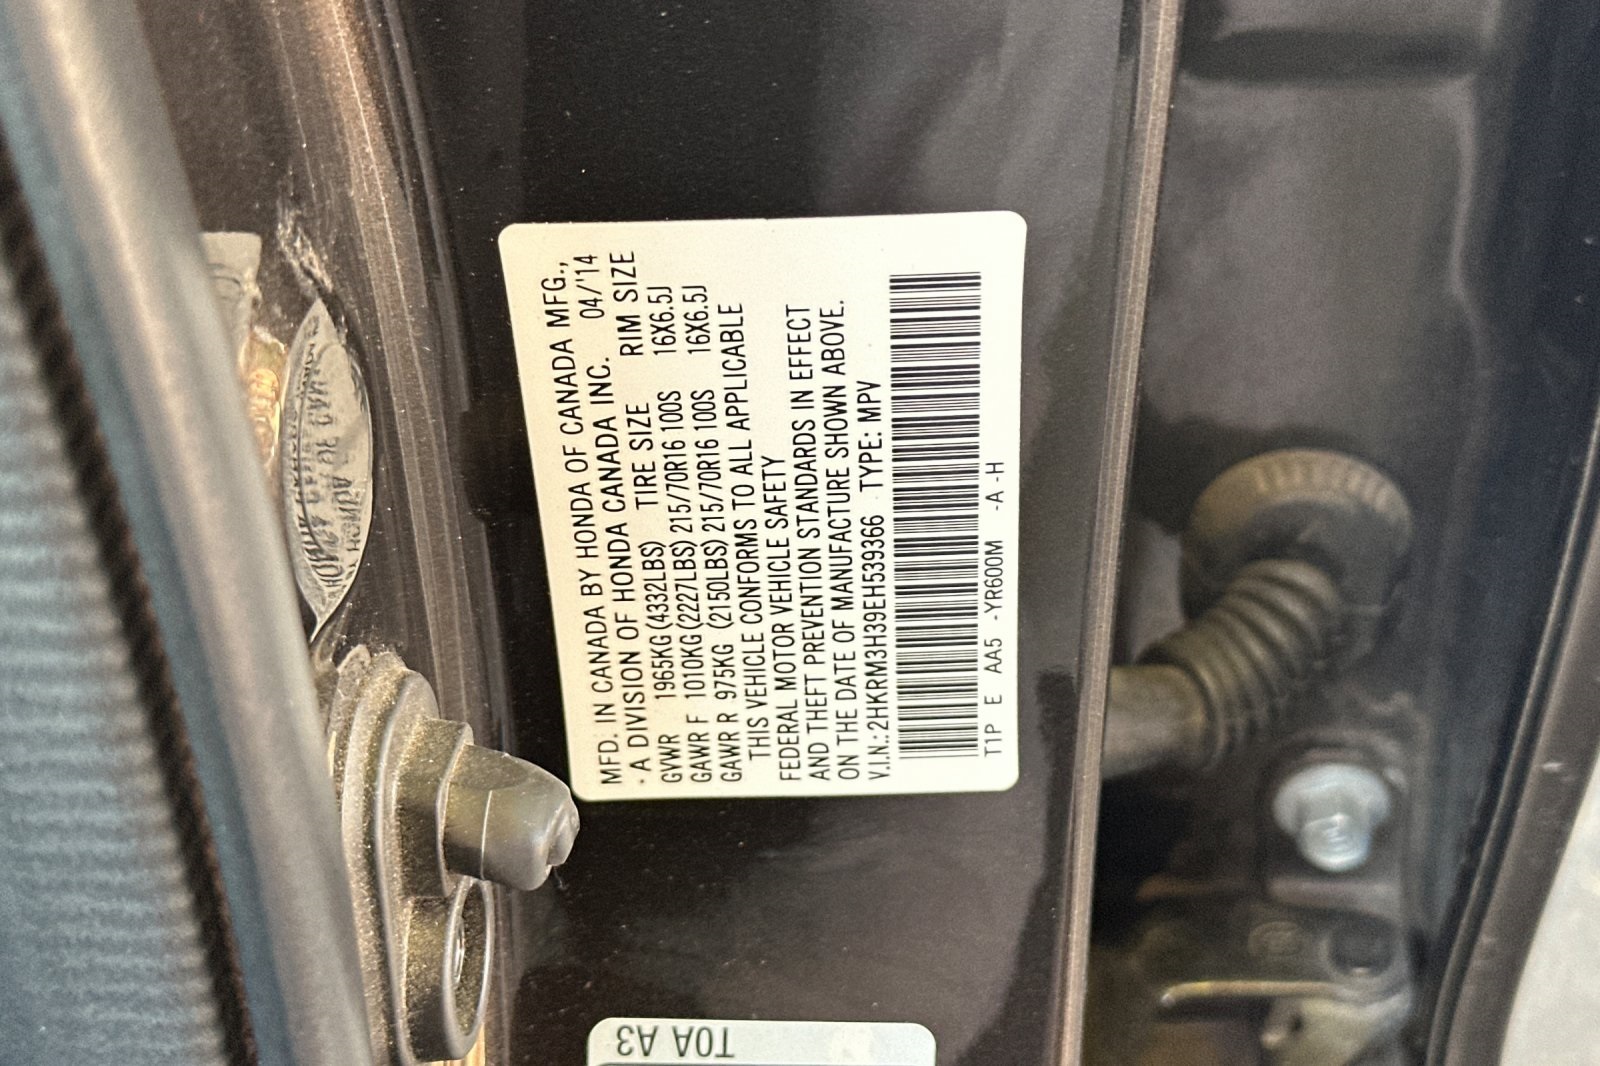 MFD. IN CANADA BY HONDA OF CANADA MFG.,
· A DIVISION OF HONDA CANADA INC. 04/'14
GVWR 1965KG (4332LBS) TIRE SIZE RIM SIZE
GAWR F 1010KG (2227LBS) 215/70R16 100S 16X6.5J
GAWR R 975KG (2150LBS) 215/70R16 100S 16X6.5J
THIS VEHICLE CONFORMS TO ALL APPLICABLE
FEDERAL MOTOR VEHICLE SAFETY
AND THEFT PREVENTION STANDARDS IN EFFECT
ON THE DATE OF MANUFACTURE SHOWN ABOVE.
V.I.N.:2HKRM3H39EH539366 TYPE: MPV
T1P E AA5 -YR600M -A -H
T0A A3